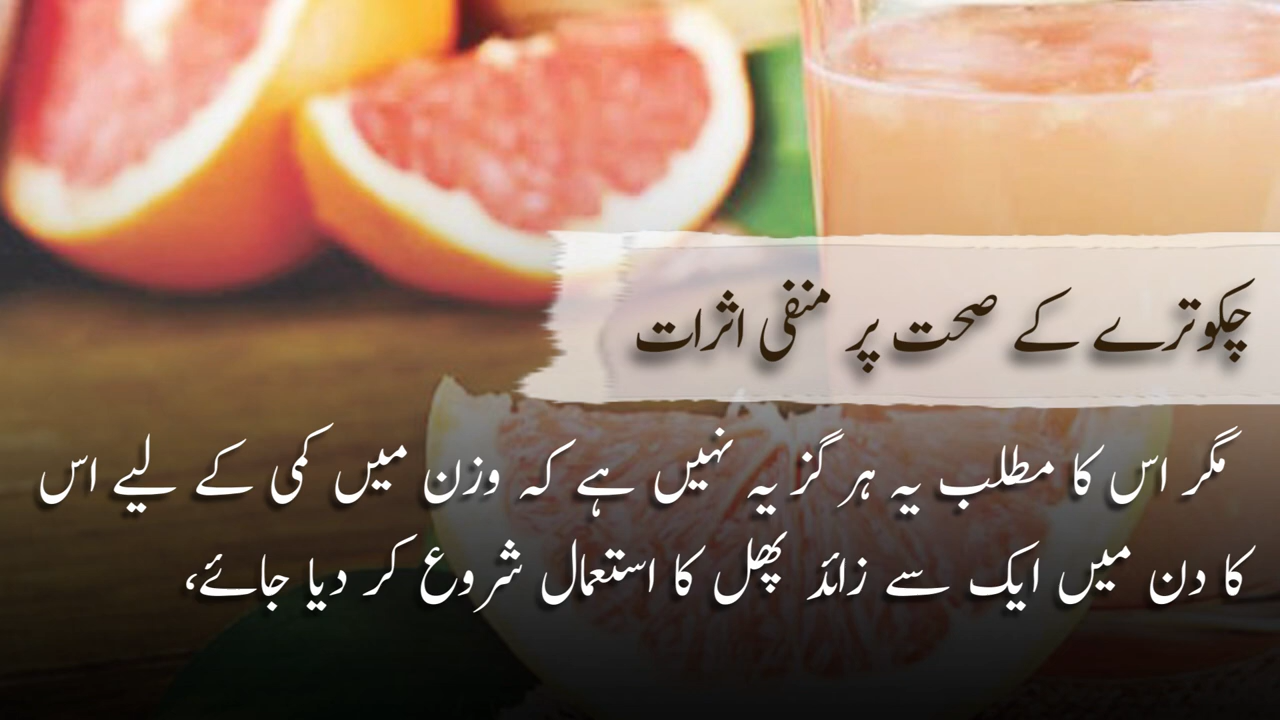 چکوترے کے صحت پر منفی اثرات
مگر اس کا مطلب یہ ہر گز یہ نہیں ہے کہ وزن میں کمی کے لیے اس
کا دن میں ایک سے زائد پھل کا استعمال شروع کر دیا جائے،